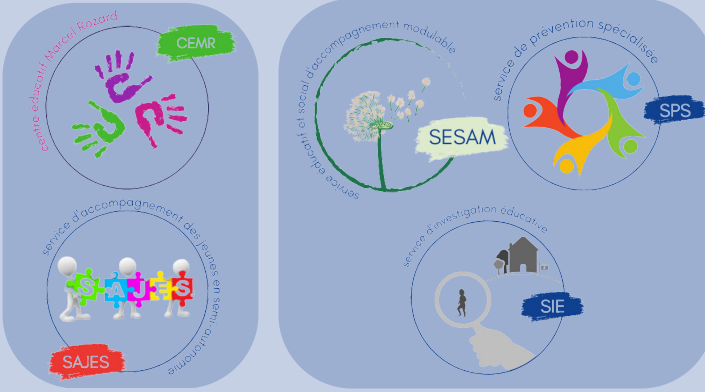 centre éducatif Marcel Rozard
CEMR
service d'accompagnement des jeunes en semi-autonomie
SAJES
SAJES
service éducatif et social d'accompagnement modulable
SESAM
service de prévention spécialisée
SPS
service d'investigation éducative
SIE